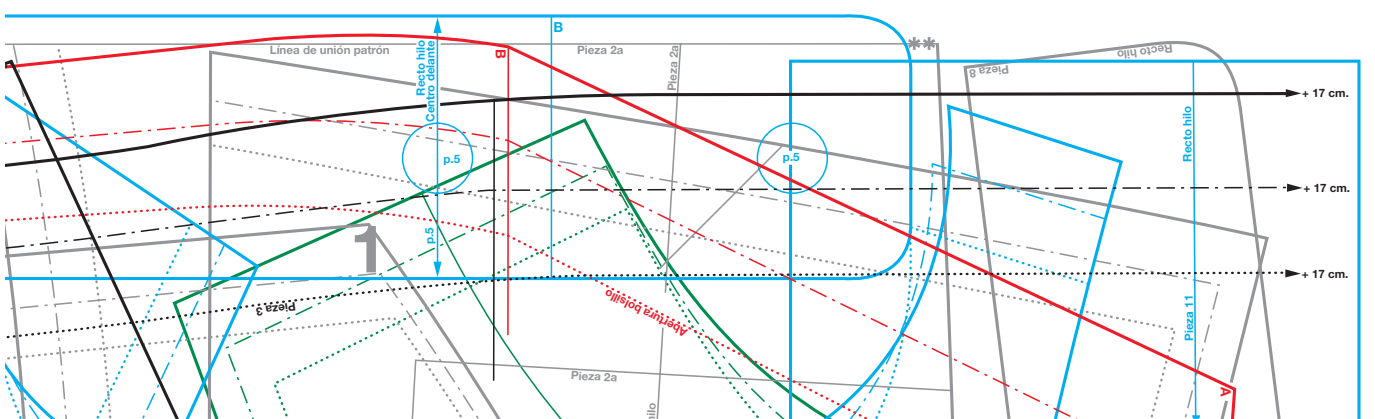 Línea de unión patrón
Recto hilo
Centro delante
B
B
Pieza 2a
Pieza 2a
**
Pieza 8
Recto hilo
+ 17 cm.
Recto hilo
p.5
p.5
+ 17 cm.
p.5
1
+ 17 cm.
Pieza 3
Abertura bolsillo
Pieza 11
Pieza 2a
A
hilo